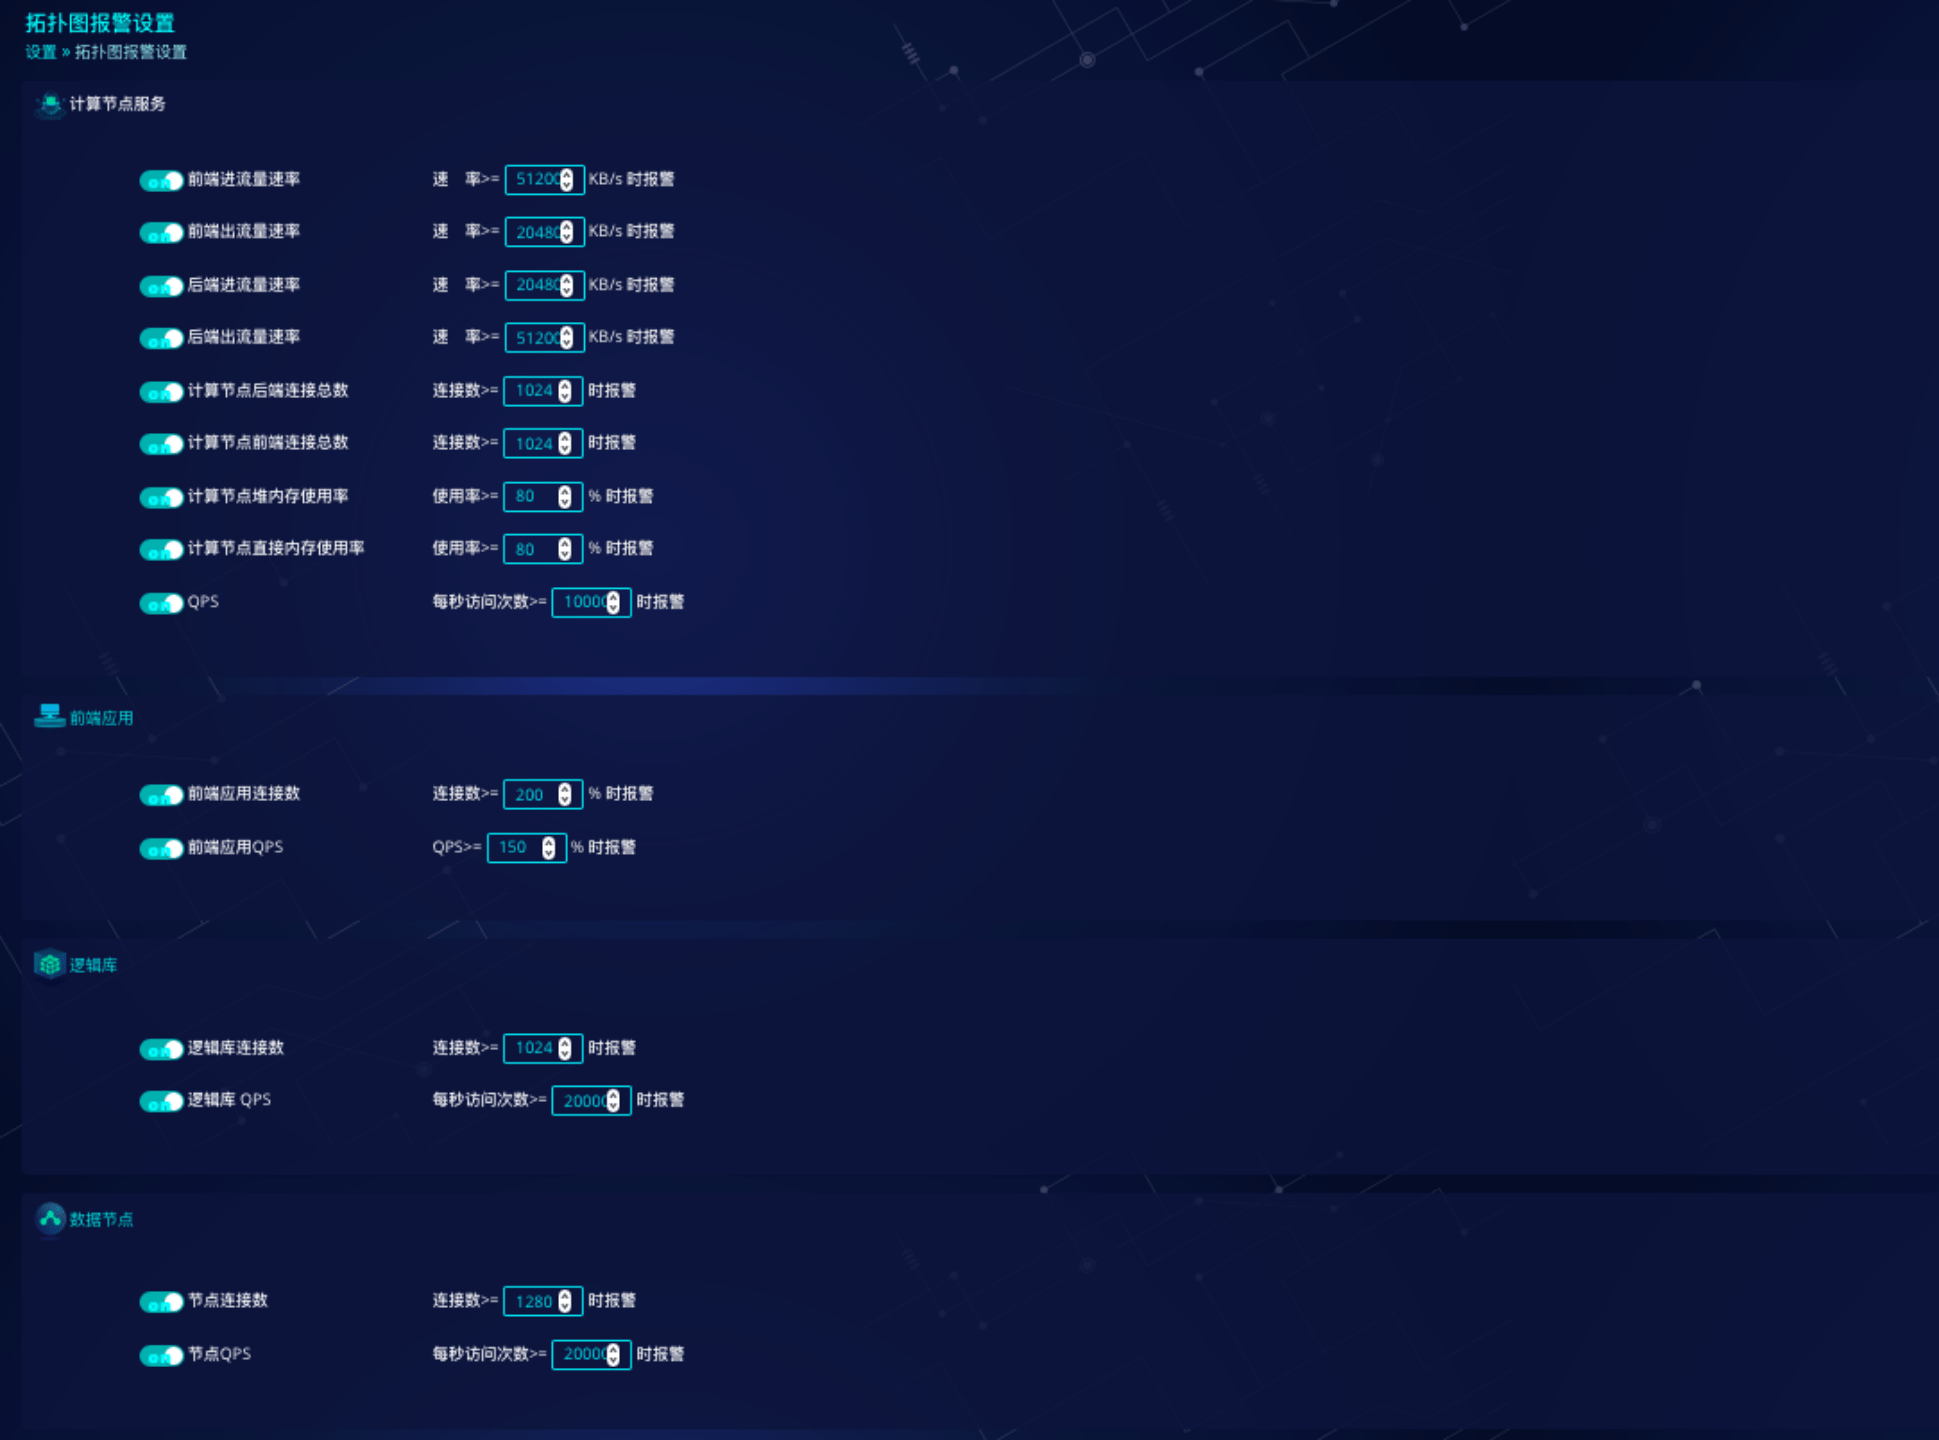 拓扑图报警设置
设置 » 拓扑图报警设置
计算节点服务
on 前端进流量速率 速 率>= 51200 KB/s 时报警
on 前端出流量速率 速 率>= 20480 KB/s 时报警
on 后端进流量速率 速 率>= 20480 KB/s 时报警
on 后端出流量速率 速 率>= 51200 KB/s 时报警
on 计算节点后端连接总数 连接数>= 1024 时报警
on 计算节点前端连接总数 连接数>= 1024 时报警
on 计算节点堆内存使用率 使用率>= 80 % 时报警
on 计算节点直接内存使用率 使用率>= 80 % 时报警
on QPS 每秒访问次数>= 10000 时报警
前端应用
on 前端应用连接数 连接数>= 200 % 时报警
on 前端应用QPS QPS>= 150 % 时报警
逻辑库
on 逻辑库连接数 连接数>= 1024 时报警
on 逻辑库 QPS 每秒访问次数>= 20000 时报警
数据节点
on 节点连接数 连接数>= 1280 时报警
on 节点QPS 每秒访问次数>= 20000 时报警